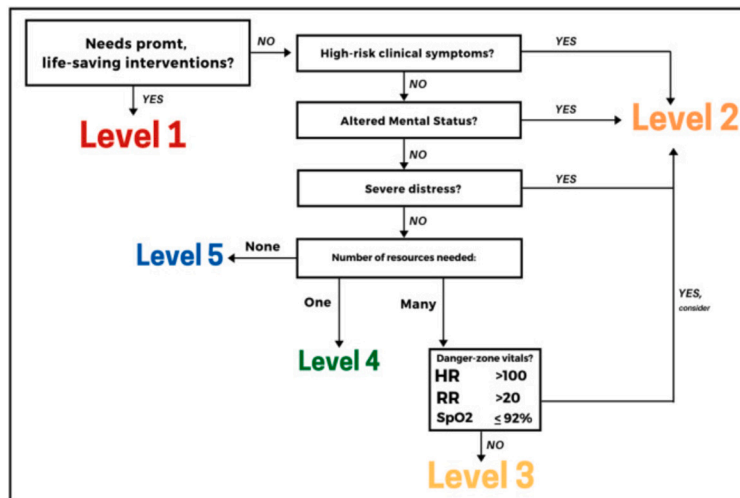 Needs promt,
life-saving interventions?
NO
High-risk clinical symptoms?
YES
YES
Level 1
NO
Altered Mental Status?
YES
Level 2
NO
Severe distress?
YES
NO
Level 5
None
Number of resources needed:
One
Many
YES,
consider
Level 4
Danger-zone vitals?
HR >100
RR >20
SpO2 ≤ 92%
NO
Level 3